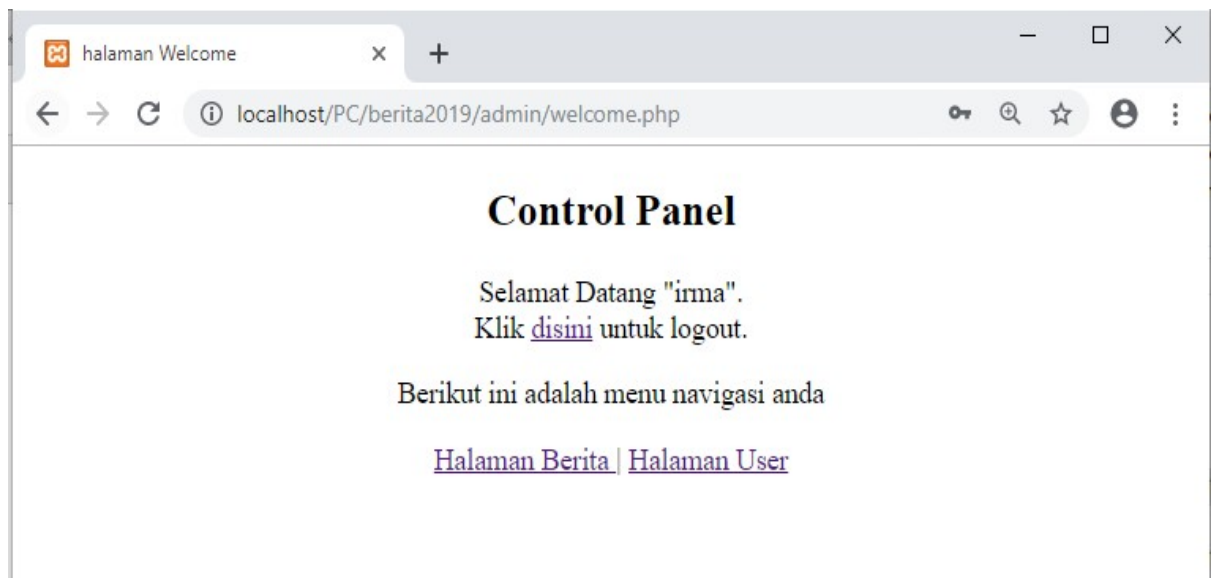 halaman Welcome
localhost/PC/berita2019/admin/welcome.php
Control Panel
Selamat Datang "irma".
Klik disini untuk logout.
Berikut ini adalah menu navigasi anda
Halaman Berita | Halaman User